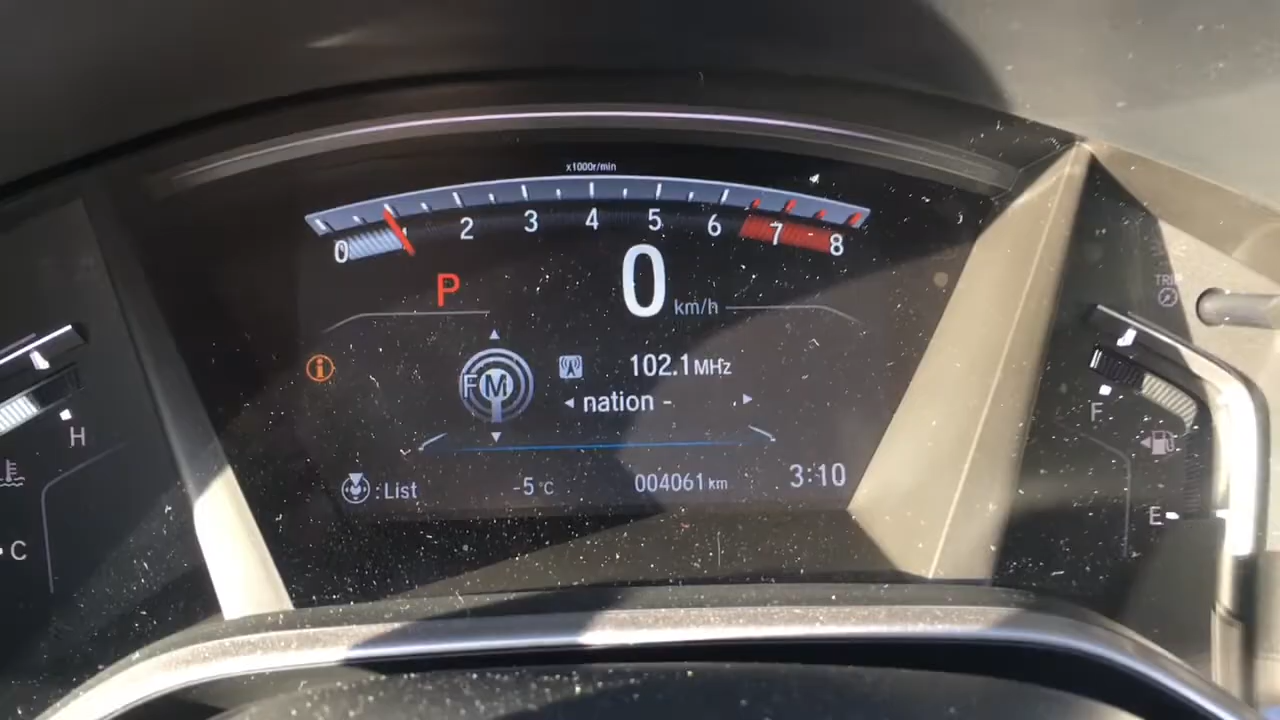 x1000r/min
0 2 3 4 5 6 7 8
P 0 km/h
TRIP
FM 102.1 MHz
nation -
: List -5 °C 004061 km 3:10
H
C
F
E